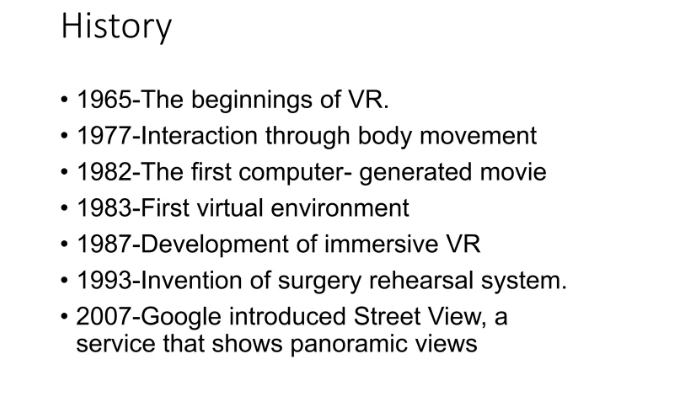 History
• 1965-The beginnings of VR.
• 1977-Interaction through body movement
• 1982-The first computer- generated movie
• 1983-First virtual environment
• 1987-Development of immersive VR
• 1993-Invention of surgery rehearsal system.
• 2007-Google introduced Street View, a
service that shows panoramic views